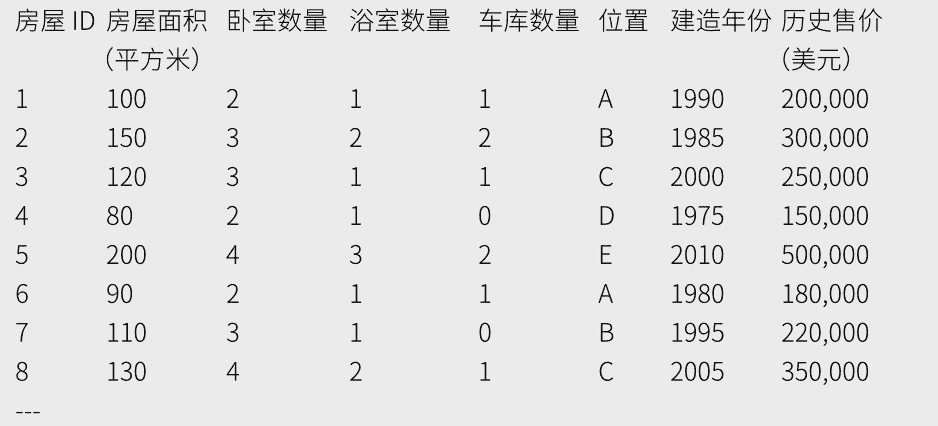 房屋 ID 房屋面积 卧室数量 浴室数量 车库数量 位置 建造年份 历史售价
(平方米) (美元)
1 100 2 1 1 A 1990 200,000
2 150 3 2 2 B 1985 300,000
3 120 3 1 1 C 2000 250,000
4 80 2 1 0 D 1975 150,000
5 200 4 3 2 E 2010 500,000
6 90 2 1 1 A 1980 180,000
7 110 3 1 0 B 1995 220,000
8 130 4 2 1 C 2005 350,000
---